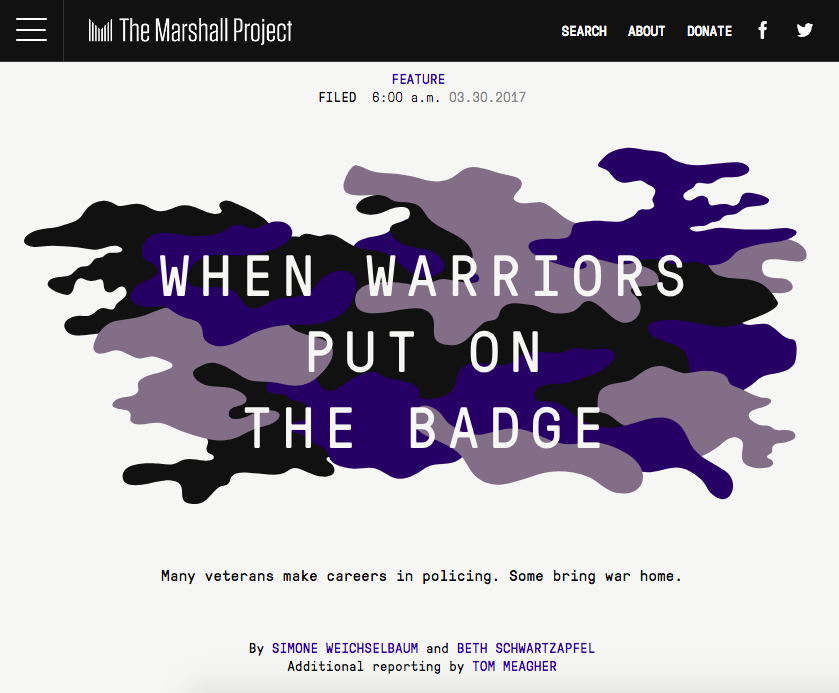 The Marshall Project SEARCH ABOUT DONATE
FEATURE
FILED 6:00 a.m. 03.30.2017
WHEN WARRIORS
PUT ON
THE BADGE
Many veterans make careers in policing. Some bring war home.
By SIMONE WEICHSELBAUM and BETH SCHWARTZAPFEL
Additional reporting by TOM MEAGHER